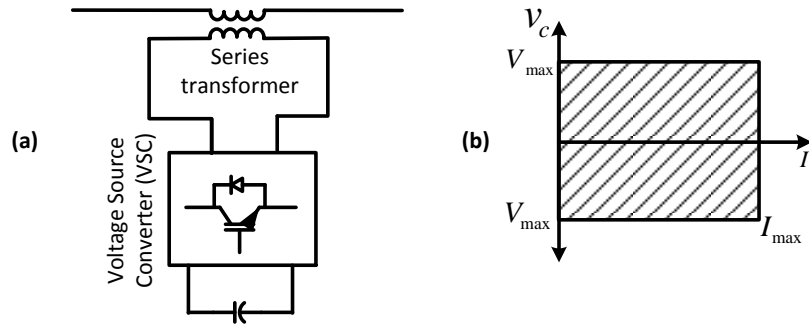 (a)
Series
transformer
Voltage Source
Converter (VSC)
(b)
v_c
V_max
I
V_max
I_max